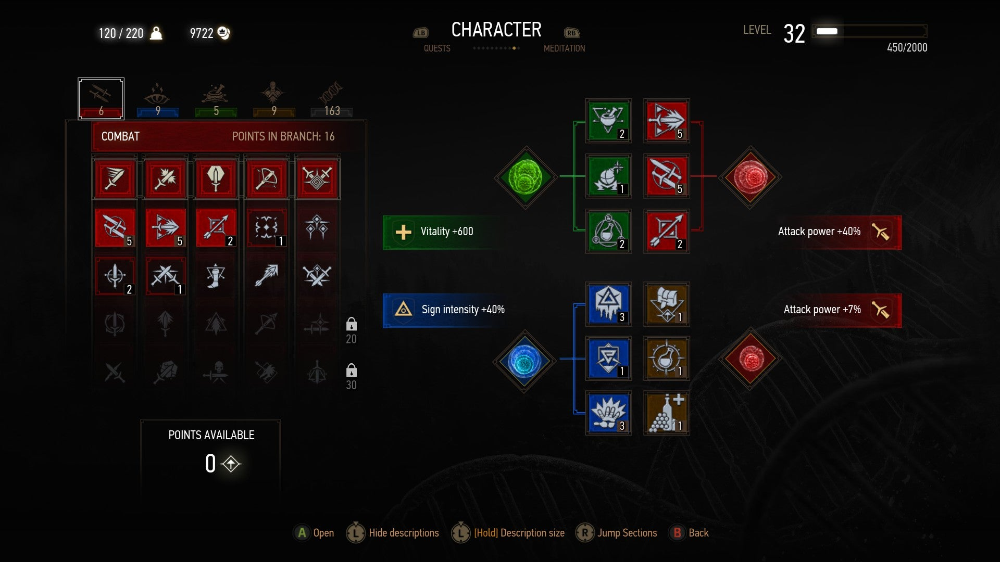 120 / 220
9722
LB
CHARACTER
RB
QUESTS
MEDITATION
LEVEL 32
450/2000
6
9
5
9
163
COMBAT
POINTS IN BRANCH: 16
5
5
2
1
2
1
20
30
POINTS AVAILABLE
0
Vitality +600
2
5
1
5
2
2
Attack power +40%
Sign intensity +40%
3
1
1
1
3
1
Attack power +7%
A Open
L Hide descriptions
L [Hold] Description size
R Jump Sections
B Back